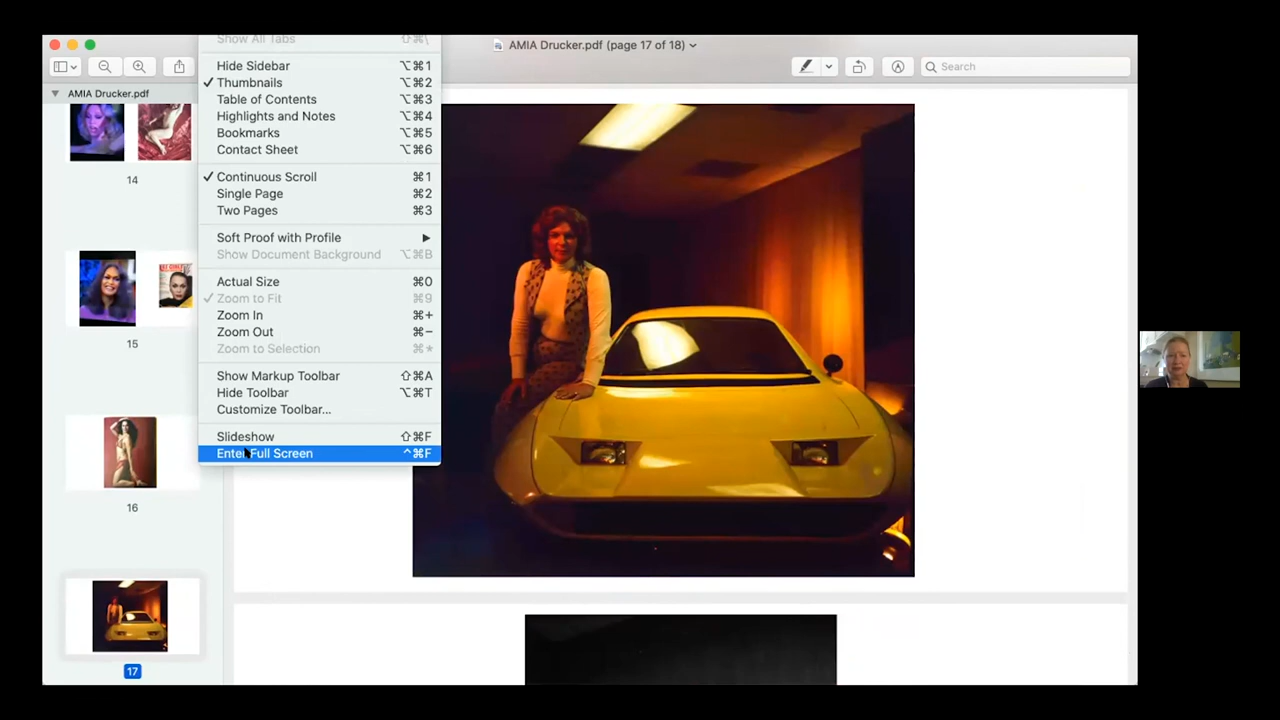 Show All Tabs ⇧⌘\
AMIA Drucker.pdf (page 17 of 18)
Search
AMIA Drucker.pdf
14
15
16
17
Hide Sidebar ⌥⌘1
✓ Thumbnails ⌥⌘2
Table of Contents ⌥⌘3
Highlights and Notes ⌥⌘4
Bookmarks ⌥⌘5
Contact Sheet ⌥⌘6
✓ Continuous Scroll ⌘1
Single Page ⌘2
Two Pages ⌘3
Soft Proof with Profile ▶
Show Document Background ⌥⌘B
Actual Size ⌘0
✓ Zoom to Fit ⌘9
Zoom In ⌘+
Zoom Out ⌘−
Zoom to Selection ⌘*
Show Markup Toolbar ⇧⌘A
Hide Toolbar ⌥⌘T
Customize Toolbar...
Slideshow ⇧⌘F
Enter Full Screen ^⌘F